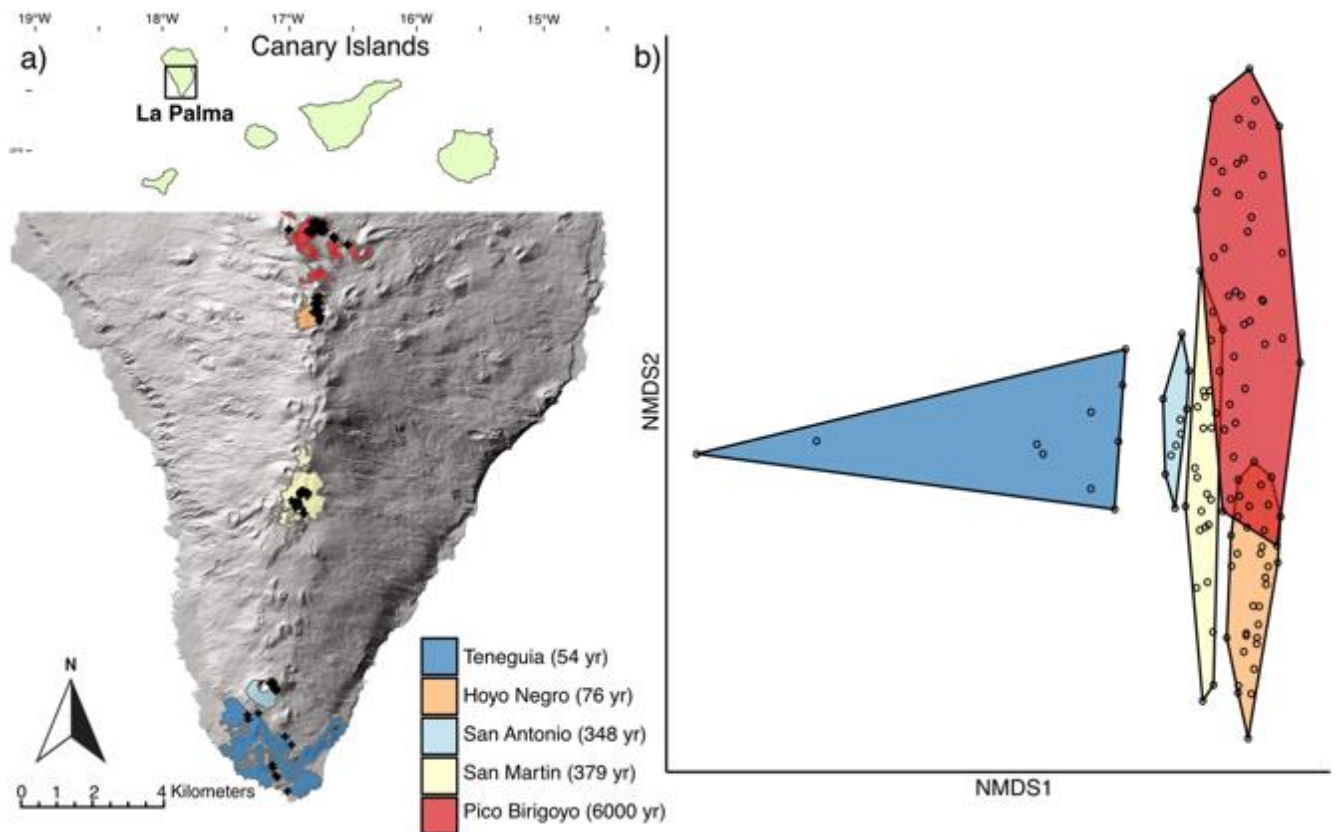 19°W 18°W 17°W 16°W 15°W
a) Canary Islands
La Palma
N
0 1 2 4 Kilometers
Teneguia (54 yr)
Hoyo Negro (76 yr)
San Antonio (348 yr)
San Martin (379 yr)
Pico Birigoyo (6000 yr)
b)
NMDS2
NMDS1